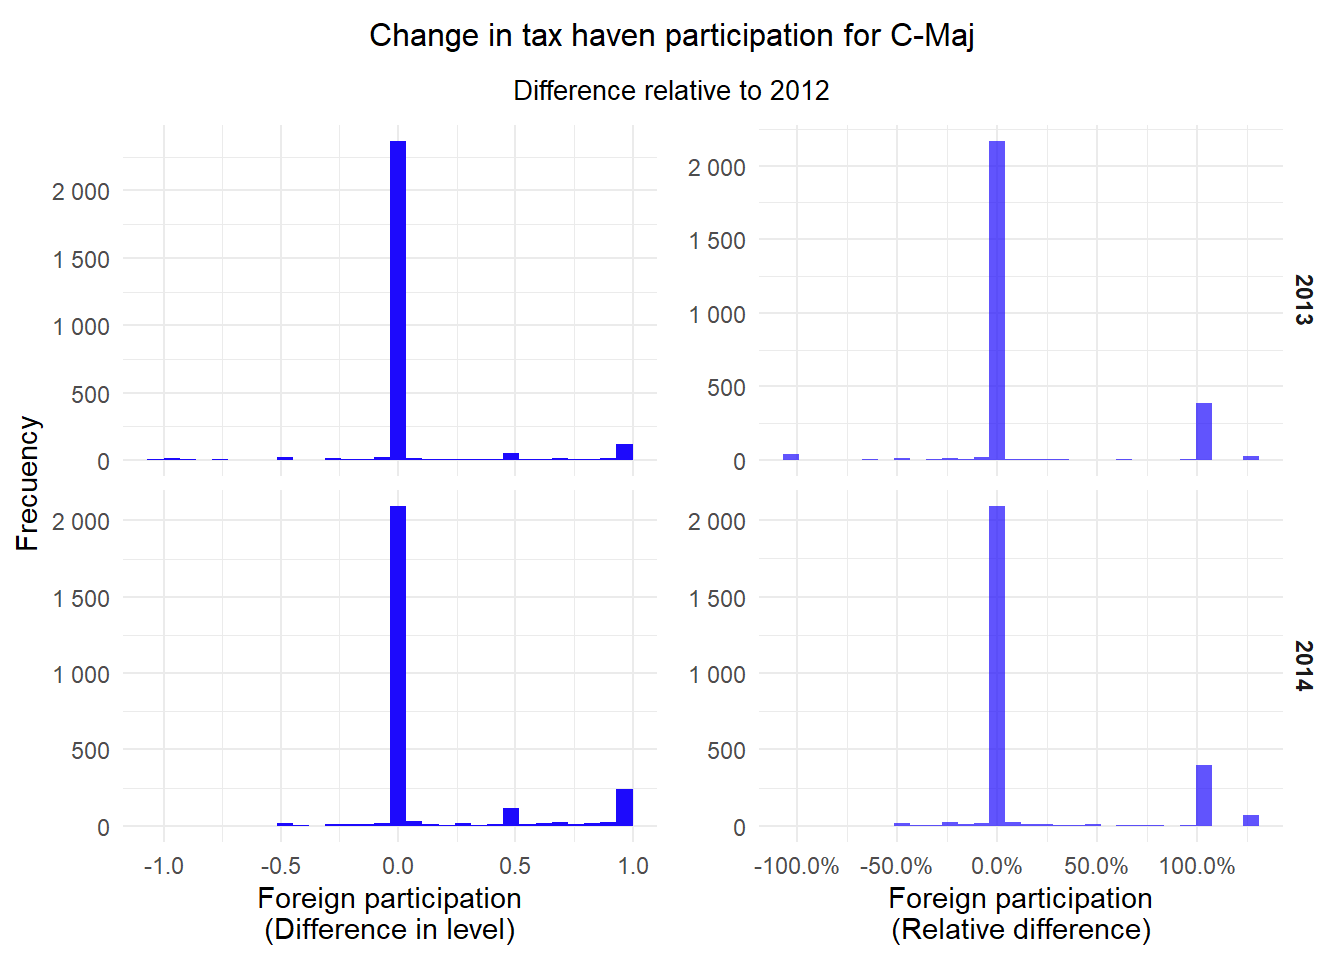 Change in tax haven participation for C-Maj
Difference relative to 2012
Frecuency
2 000
1 500
1 000
500
0
2 000
1 500
1 000
500
0
2013
2 000
1 500
1 000
500
0
2 000
1 500
1 000
500
0
2014
-1.0 -0.5 0.0 0.5 1.0
-100.0% -50.0% 0.0% 50.0% 100.0%
Foreign participation
(Difference in level)
Foreign participation
(Relative difference)